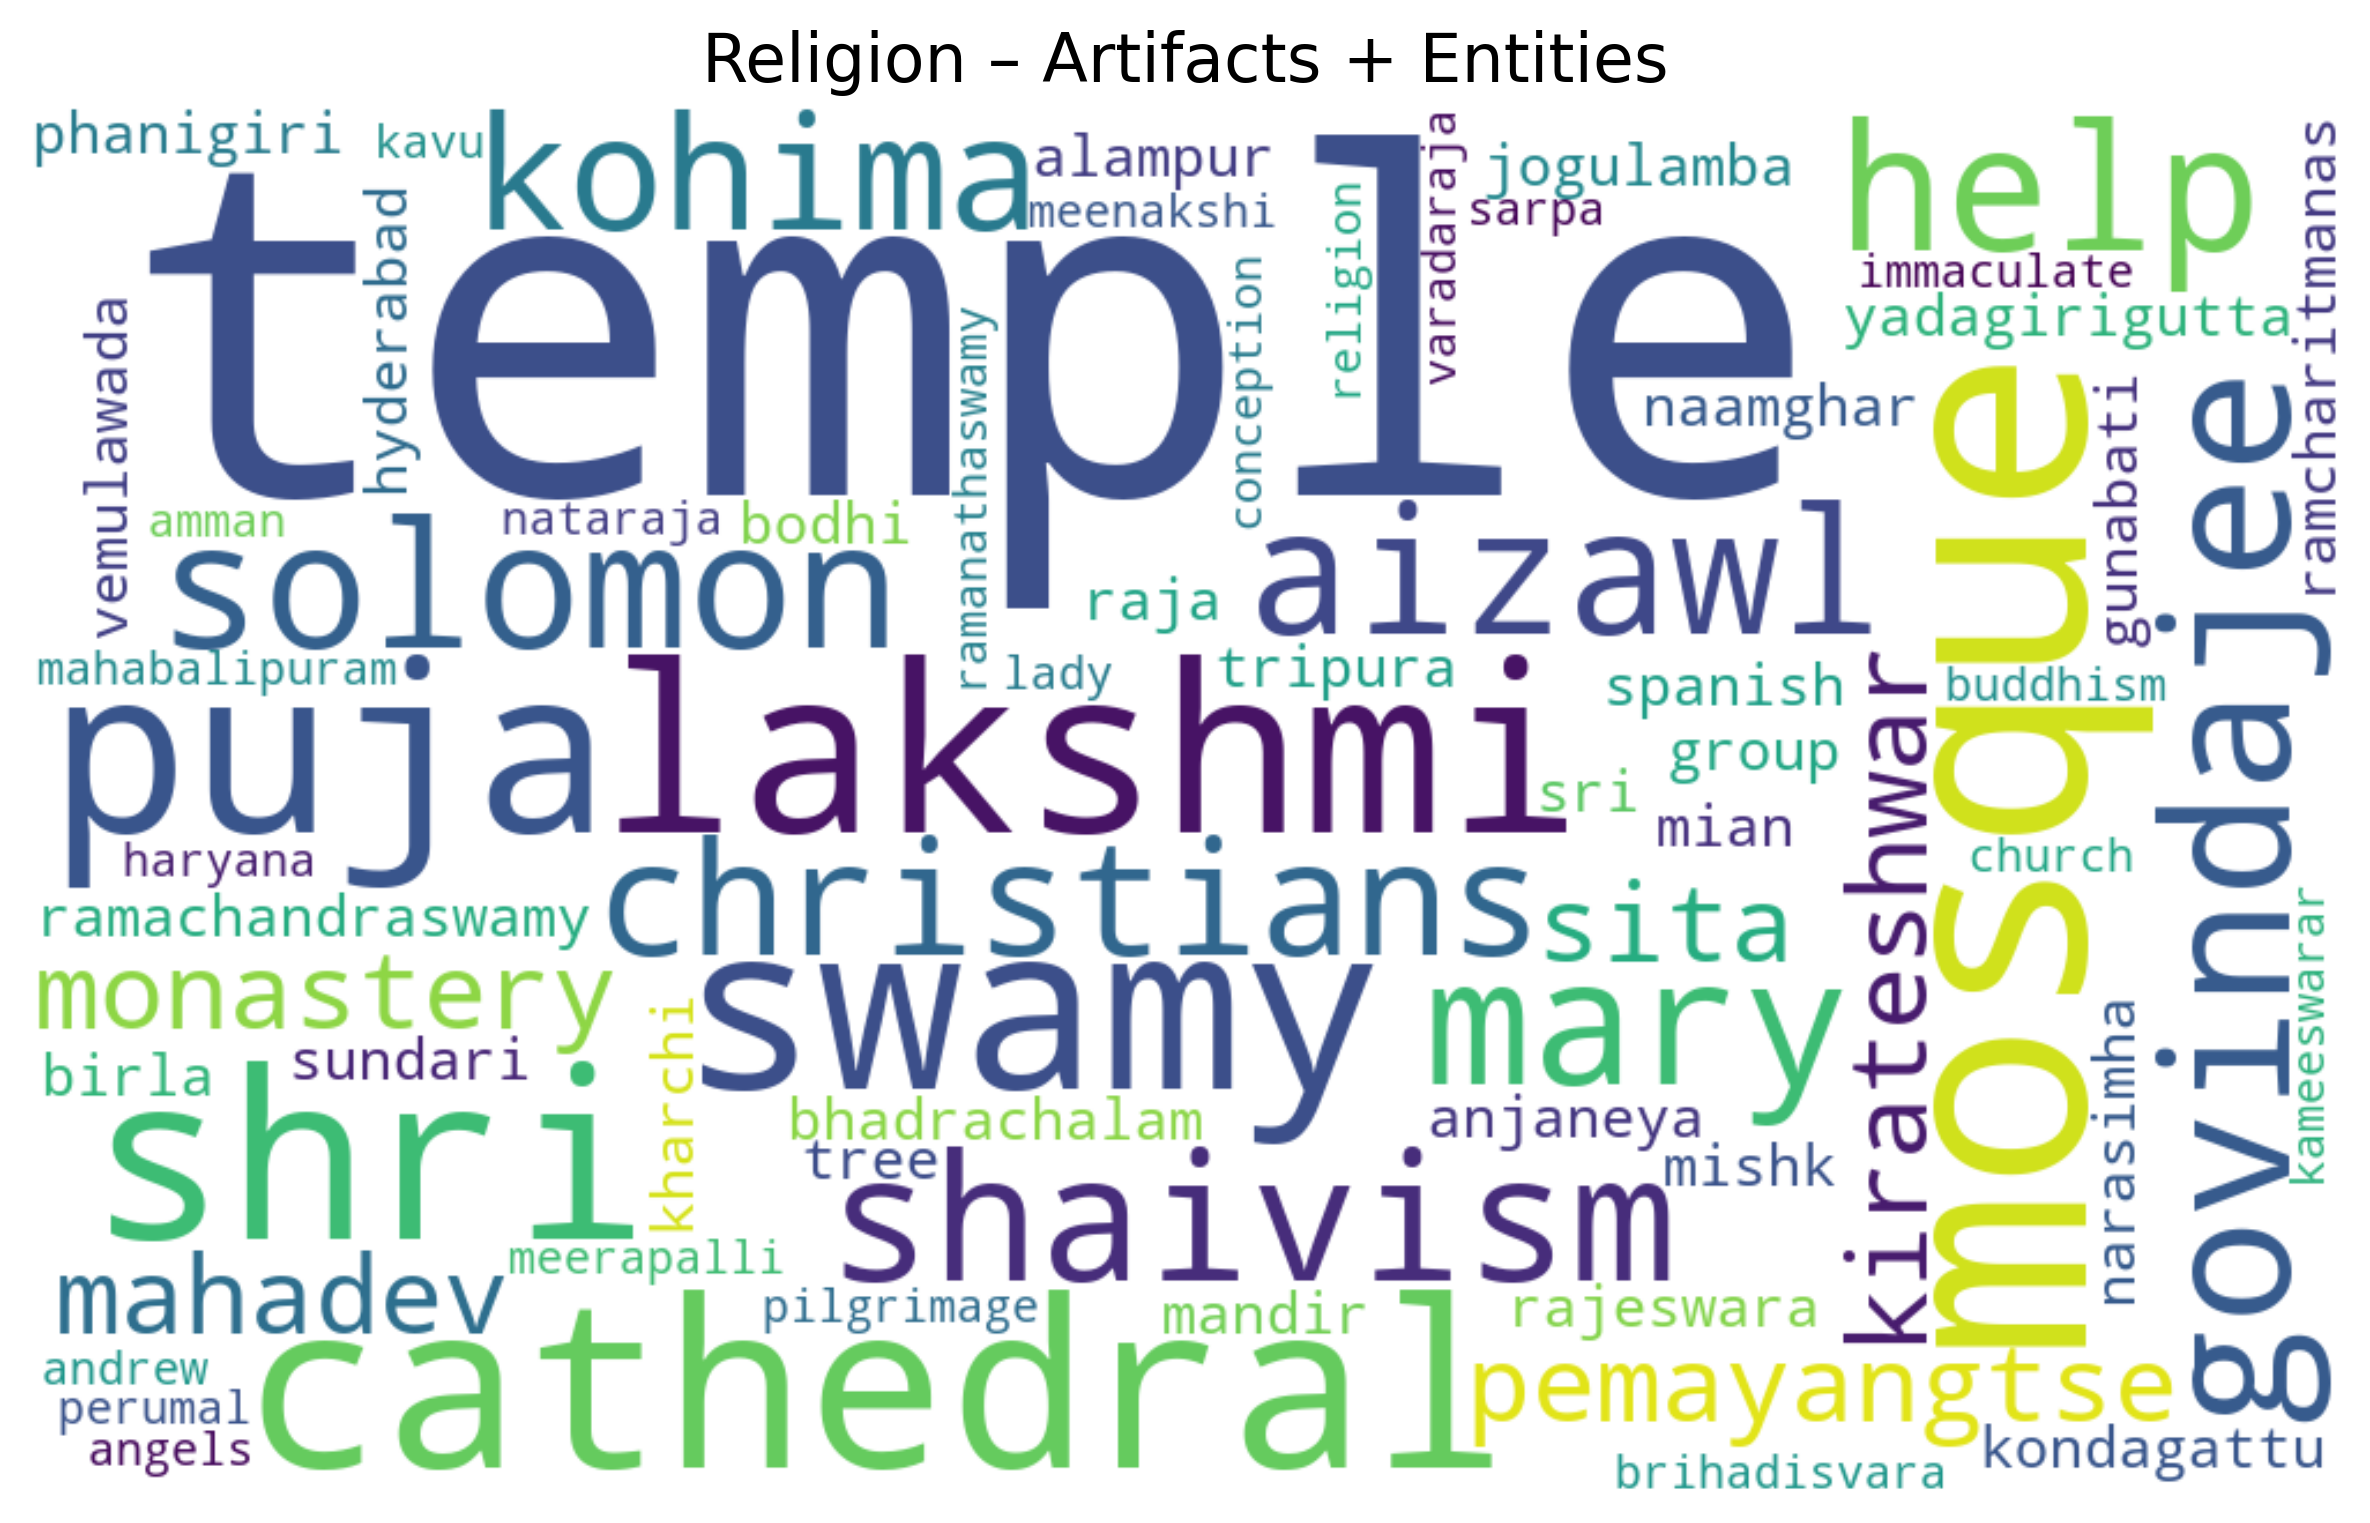 Religion – Artifacts + Entities
phanigiri
kavu
kohima
alampur
meenakshi
varadaraja
jogulamba
sarpa
help
immaculate
yadagirigutta
ramcharitmanas
temple
hyderabad
vemulawada
religion
conception
ramanathaswamy
naamghar
gunabati
amman
nataraja
bodhi
solomon
raja
aizawl
mosque
govindajee
mahabalipuram
puja
lakshmi
lady
tripura
spanish
buddhism
group
sri
mian
kirateshwar
haryana
christians
church
ramachandraswamy
sita
kameeswarar
monastery
swamy
mary
narasimha
birla
sundari
kharchi
shri
bhadrachalam
anjaneya
tree
mishk
shaivism
meerapalli
mahadev
pilgrimage
mandir
rajeswara
andrew
cathedral
pemayangtse
perumal
angels
kondagattu
brihadisvara